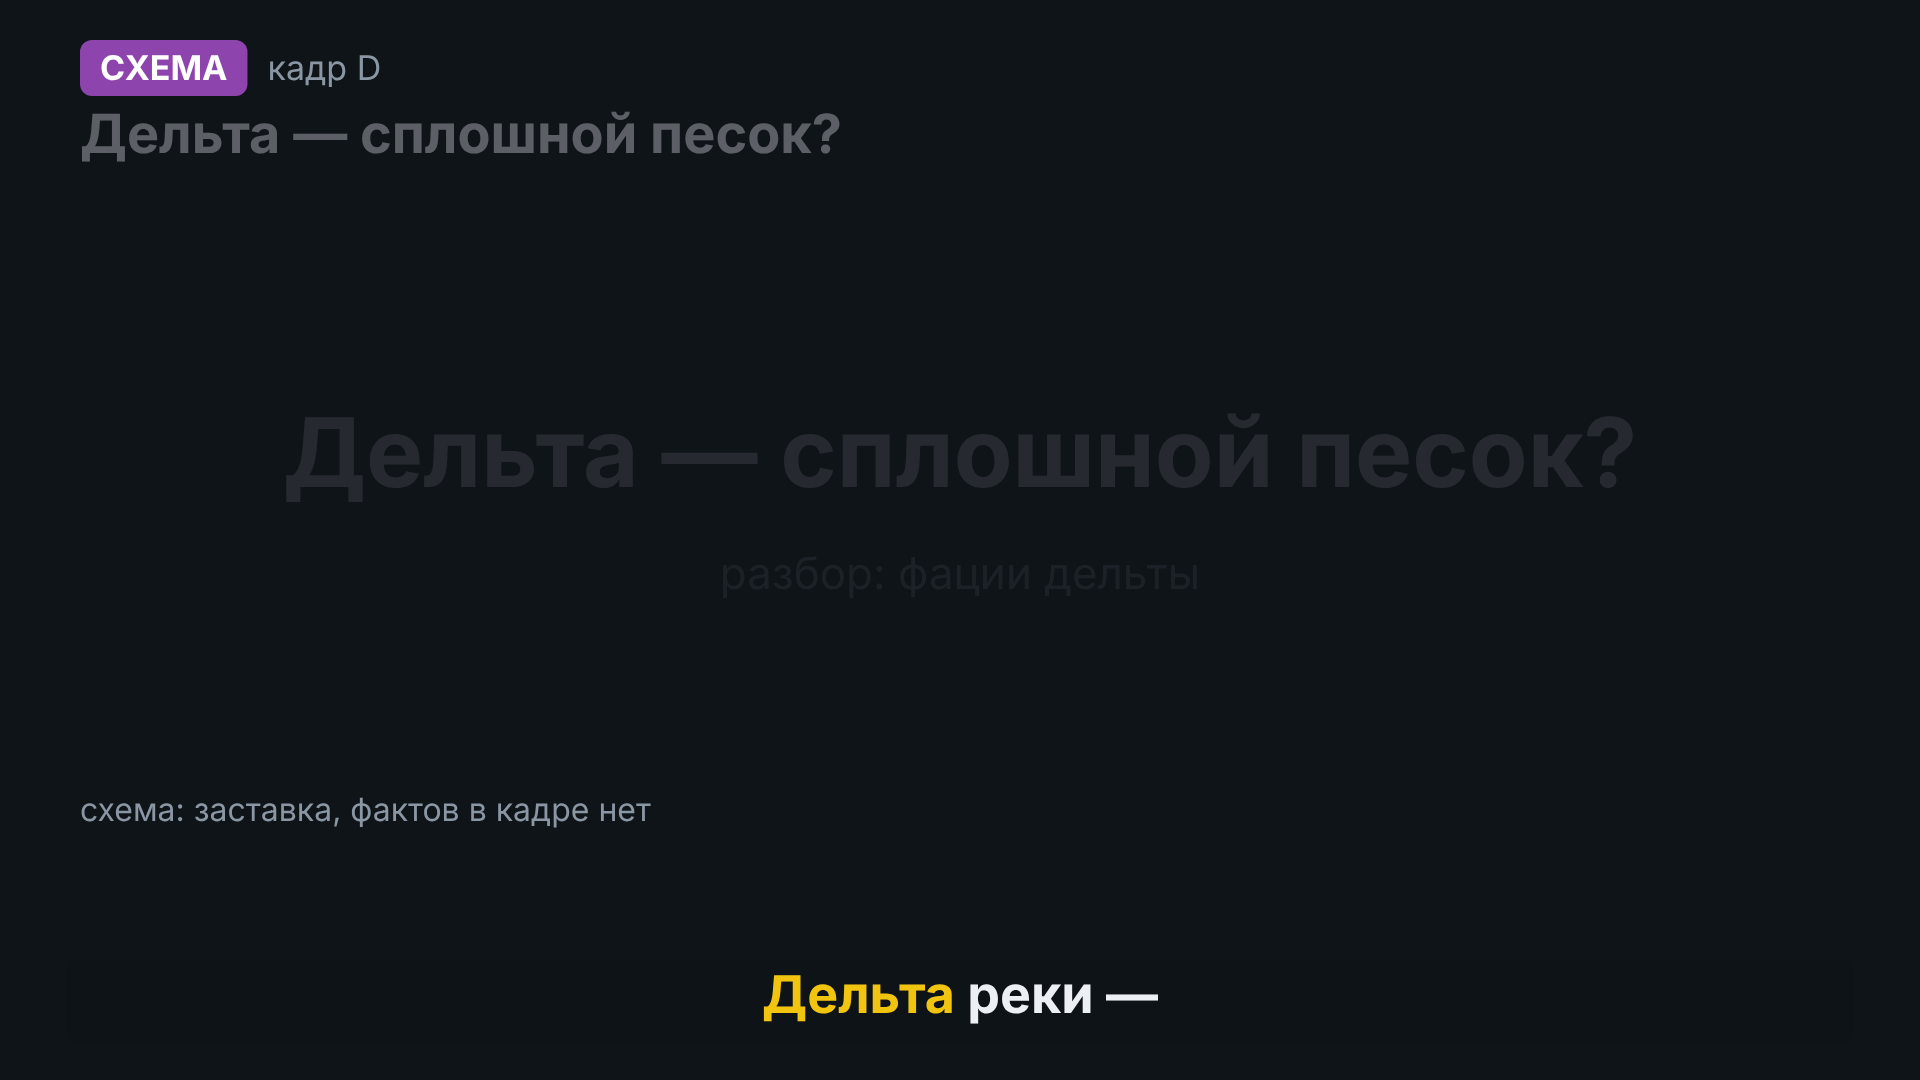 СХЕМА кадр D
Дельта — сплошной песок?
Дельта — сплошной песок?
разбор: фации дельты
схема: заставка, фактов в кадре нет
Дельта реки —